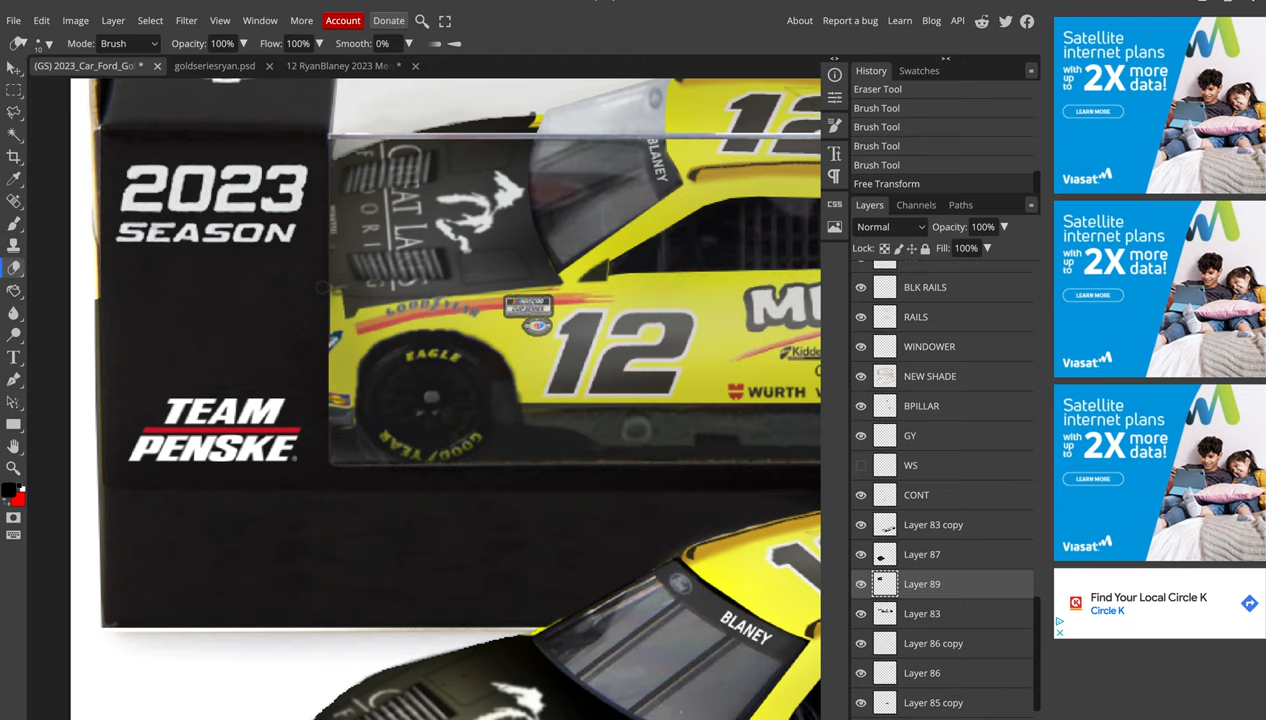 File Edit Image Layer Select Filter View Window More Account Donate
About Report a bug Learn Blog API
10 Mode: Brush Opacity: 100% Flow: 100% Smooth: 0%
(GS) 2023_Car_Ford_Go * goldseriesryan.psd 12 RyanBlaney 2023 Me *
History Swatches
Eraser Tool
Brush Tool
Brush Tool
Brush Tool
Brush Tool
Free Transform
Layers Channels Paths
Normal Opacity: 100%
Lock: Fill: 100%
BLK RAILS
RAILS
WINDOWER
NEW SHADE
BPILLAR
GY
WS
CONT
Layer 83 copy
Layer 87
Layer 89
Layer 83
Layer 86 copy
Layer 86
Layer 85 copy
CSS
2023
SEASON
TEAM
PENSKE
12
BLANEY
GOODYEAR
NASCAR
CUP SERIES
12
EAGLE
GOODYEAR
WURTH
BLANEY
Satellite
internet plans
with up to 2X more data!
LEARN MORE
Viasat
Satellite
internet plans
with up to 2X more data!
LEARN MORE
Viasat
Satellite
internet plans
with up to 2X more data!
LEARN MORE
Viasat
Find Your Local Circle K
Circle K